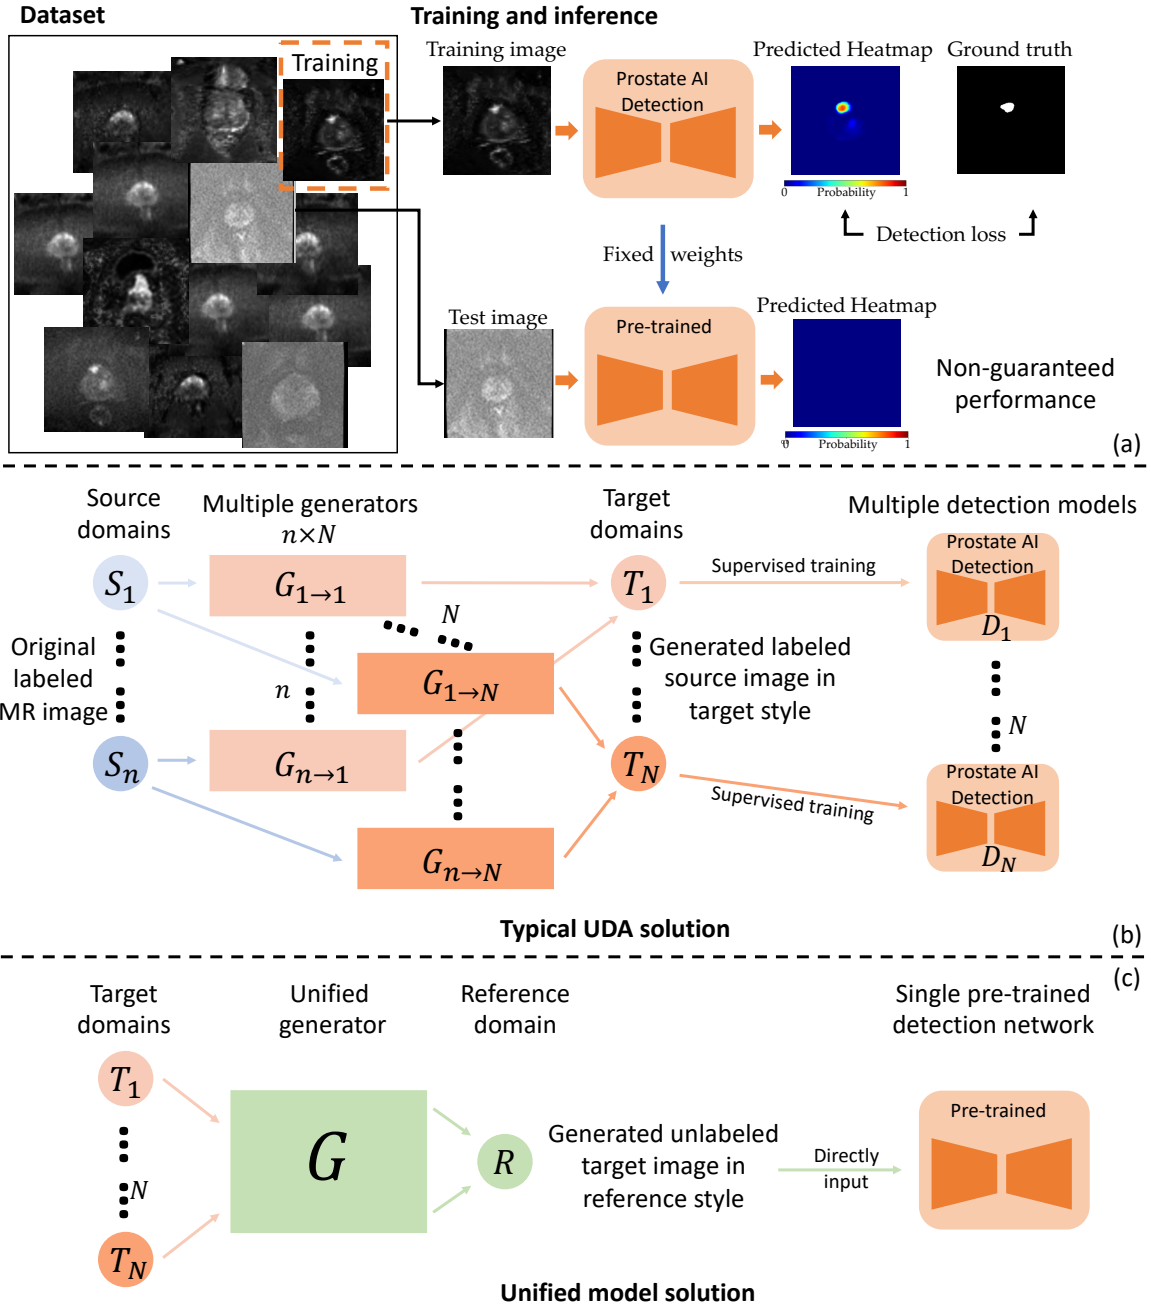 Dataset
Training and inference
Training
Training image
Predicted Heatmap
Ground truth
Prostate AI
Detection
0 Probability 1
Detection loss
Fixed weights
Test image
Pre-trained
Predicted Heatmap
0 Probability 1
Non-guaranteed
performance
(a)
Source
domains
Multiple generators
n×N
Target
domains
Multiple detection models
S₁
G₁→₁
T₁
Supervised training
Prostate AI
Detection
D₁
N
Original
labeled
MR image
n
G₁→N
Generated labeled
source image in
target style
N
Sₙ
Gₙ→₁
T_N
Supervised training
Prostate AI
Detection
D_N
Gₙ→N
Typical UDA solution
(b)
(c)
Target
domains
Unified
generator
Reference
domain
Single pre-trained
detection network
T₁
N
T_N
G
R
Generated unlabeled
target image in
reference style
Directly
input
Pre-trained
Unified model solution